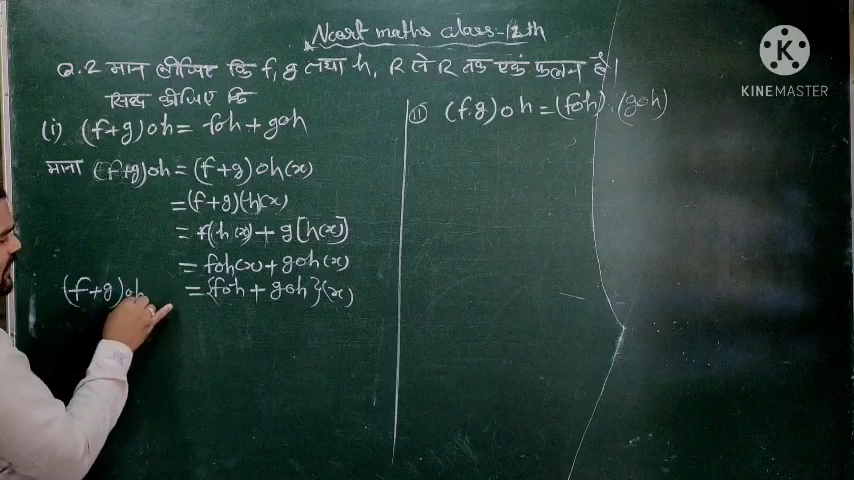 Ncert maths class-12th
Q.2 मान लीजिए कि f, g तथा h, R से R तक एक फलन है।
सिद्ध कीजिए कि
(i) (f+g)oh = foh + goh
माना (f+g)oh = (f+g)oh(x)
= (f+g)(h)(x)
= f(h(x)) + g[h(x)]
= foh(x) + goh(x)
(f+g)oh = {foh + goh}(x)
(ii) (f.g)oh = (foh).(goh)
K
KINEMASTER